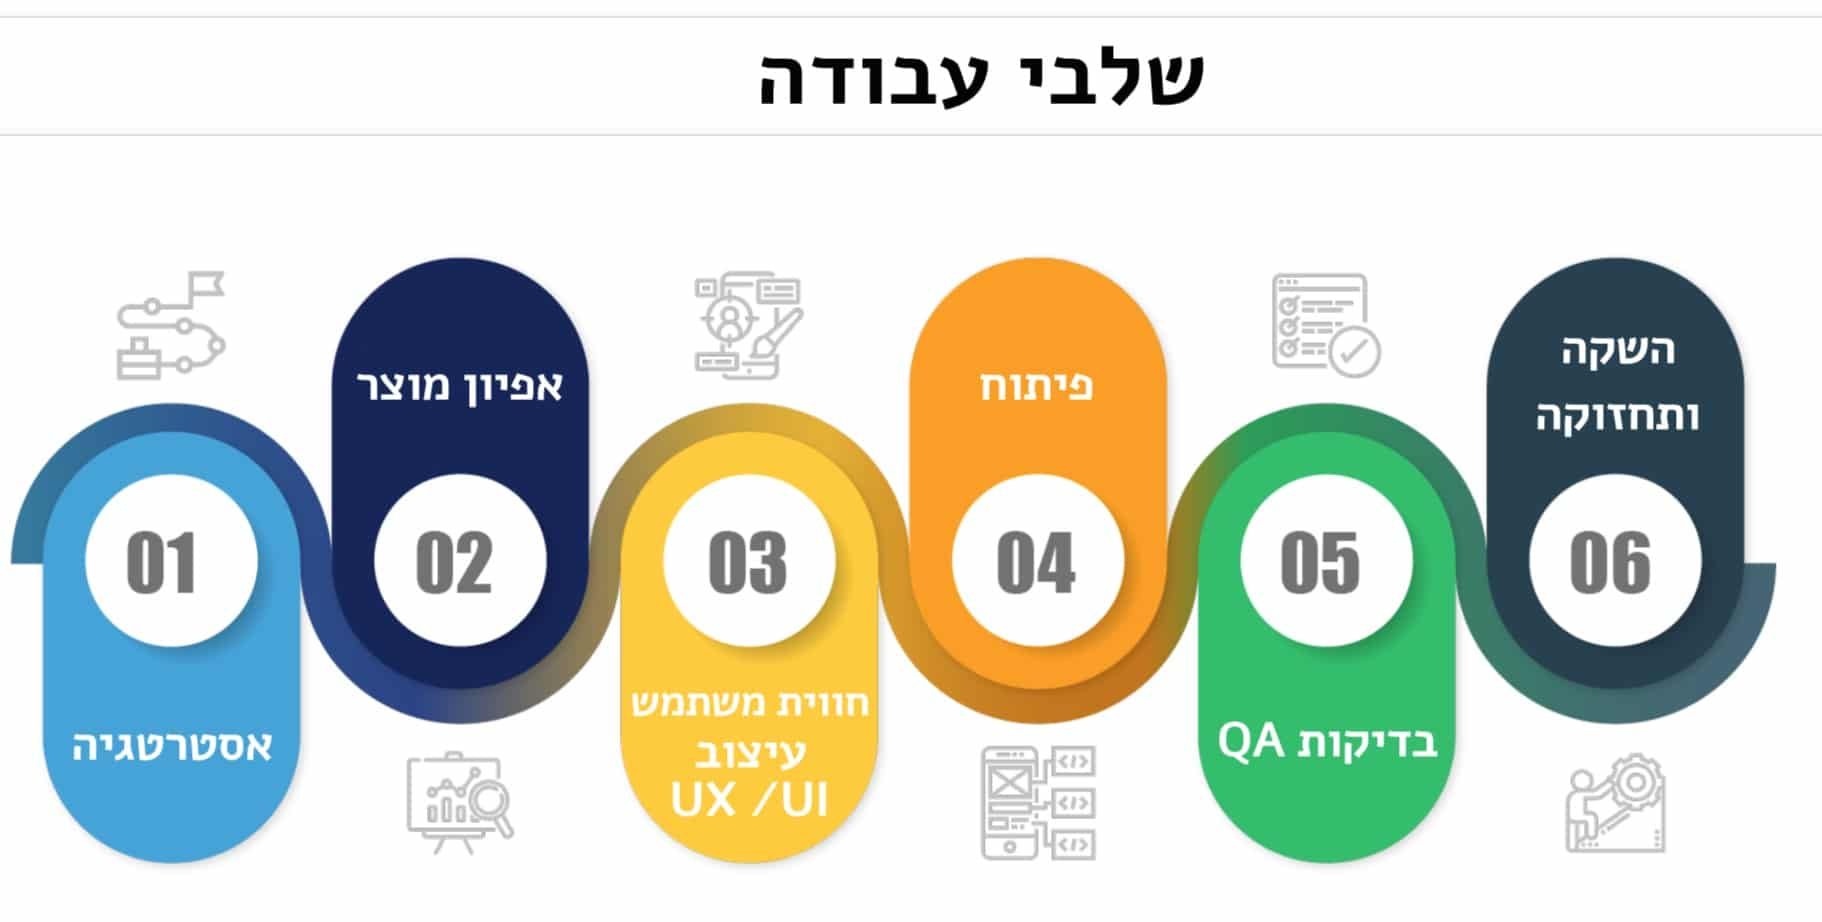 שלבי עבודה
01
אסטרטגיה
אפיון מוצר
02
03
חווית משתמש
עיצוב
UX /UI
פיתוח
04
05
בדיקות QA
השקה
ותחזוקה
06